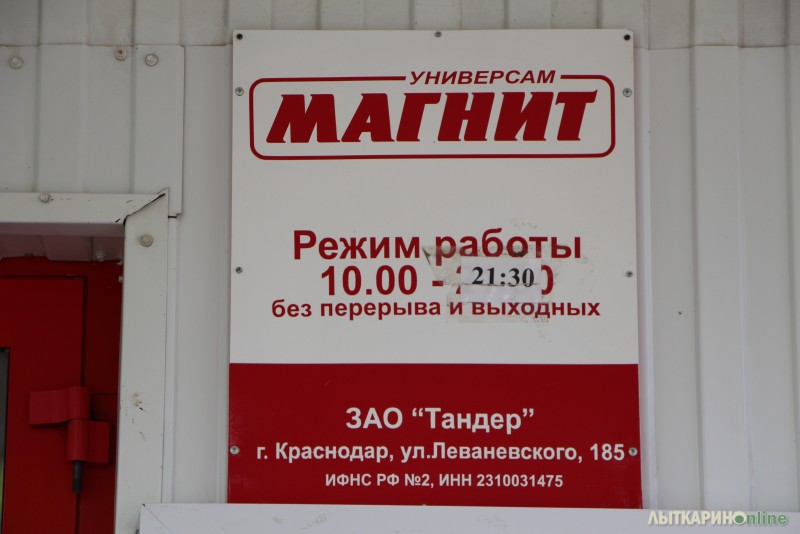 УНИВЕРСАМ
МАГНИТ
Режим работы
10.00 - 21:30
без перерыва и выходных
ЗАО "Тандер"
г. Краснодар, ул.Леваневского, 185
ИФНС РФ №2, ИНН 2310031475
ЛЫТКАРИНОonline